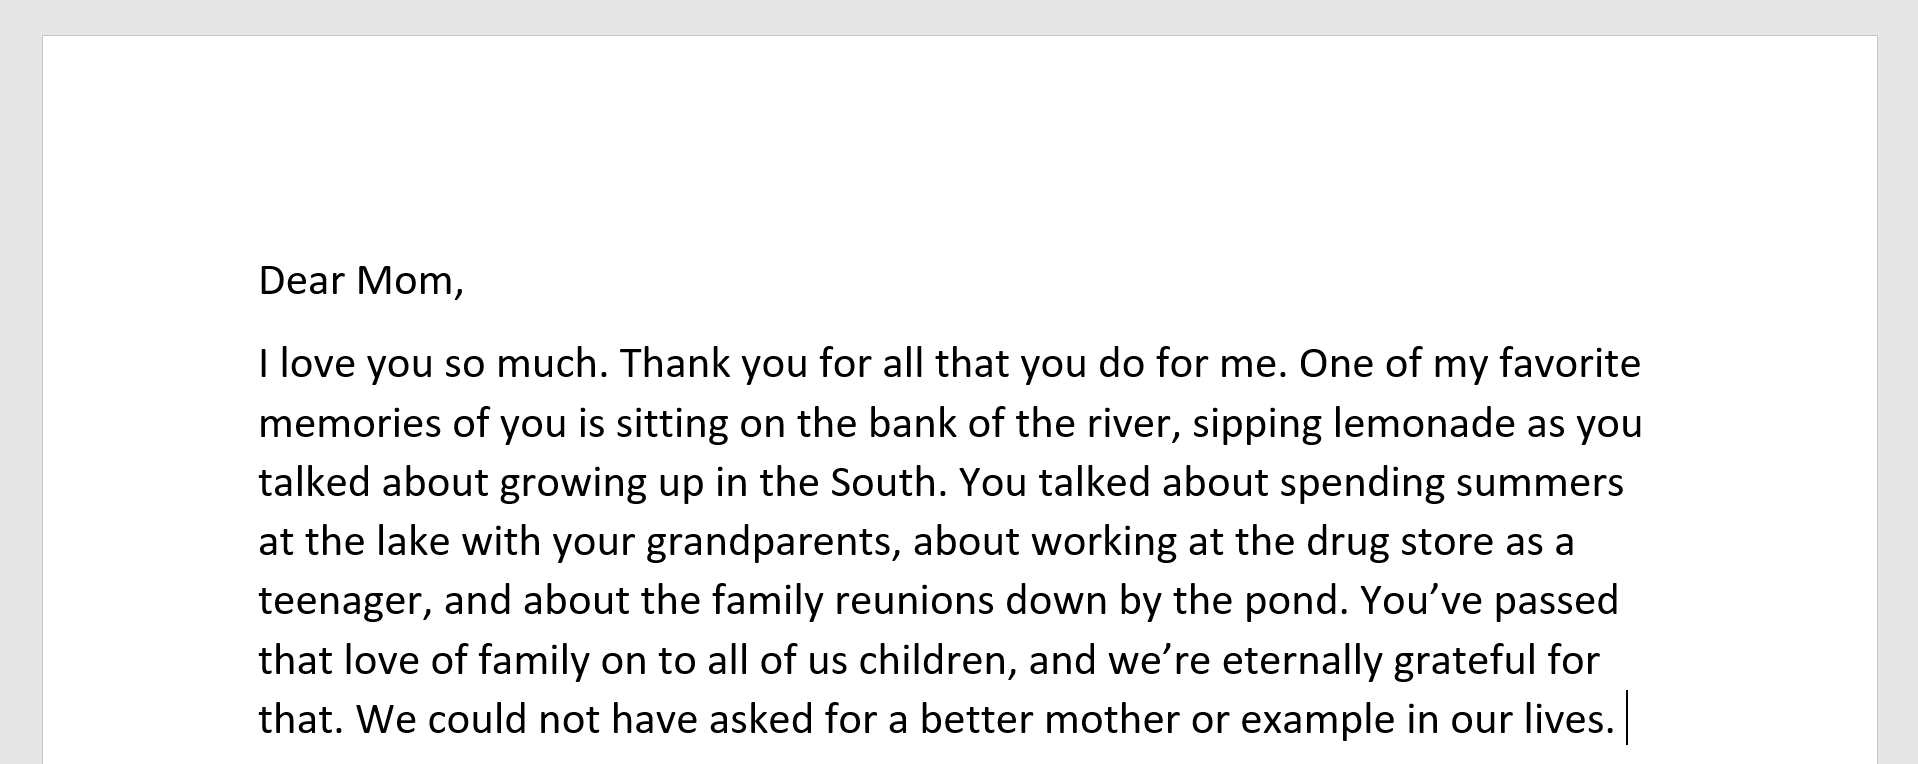 Dear Mom,
I love you so much. Thank you for all that you do for me. One of my favorite
memories of you is sitting on the bank of the river, sipping lemonade as you
talked about growing up in the South. You talked about spending summers
at the lake with your grandparents, about working at the drug store as a
teenager, and about the family reunions down by the pond. You’ve passed
that love of family on to all of us children, and we’re eternally grateful for
that. We could not have asked for a better mother or example in our lives.